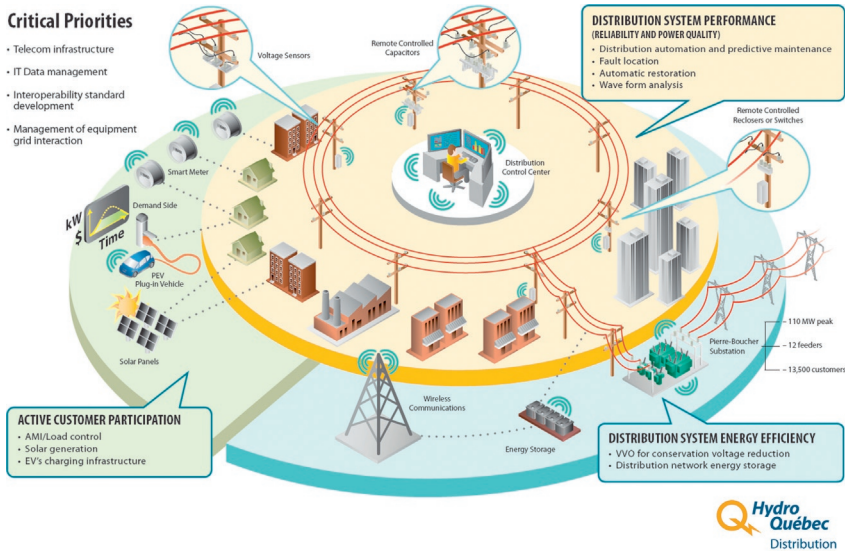 Critical Priorities
• Telecom infrastructure
• IT Data management
• Interoperability standard
development
• Management of equipment
grid interaction
Voltage Sensors
Remote Controlled
Capacitors
DISTRIBUTION SYSTEM PERFORMANCE
(RELIABILITY AND POWER QUALITY)
• Distribution automation and predictive maintenance
• Fault location
• Automatic restoration
• Wave form analysis
Remote Controlled
Reclosers or Switches
Smart Meter
Distribution
Control Center
Demand Side
kW
$
Time
PEV
Plug-in Vehicle
Solar Panels
Pierre-Boucher
Substation
– 110 MW peak
– 12 feeders
– 13,500 customers
Wireless
Communications
Energy Storage
ACTIVE CUSTOMER PARTICIPATION
• AMI/Load control
• Solar generation
• EV's charging infrastructure
DISTRIBUTION SYSTEM ENERGY EFFICIENCY
• VVO for conservation voltage reduction
• Distribution network energy storage
Hydro
Québec
Distribution